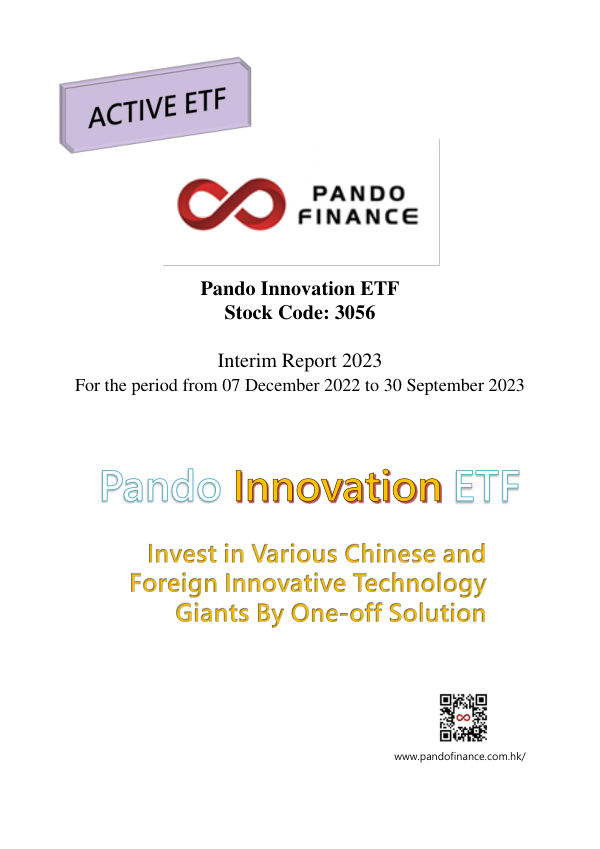 ACTIVE ETF
PANDO
FINANCE
Pando Innovation ETF
Stock Code: 3056
Interim Report 2023
For the period from 07 December 2022 to 30 September 2023
Pando Innovation ETF
Invest in Various Chinese and
Foreign Innovative Technology
Giants By One-off Solution
www.pandofinance.com.hk/